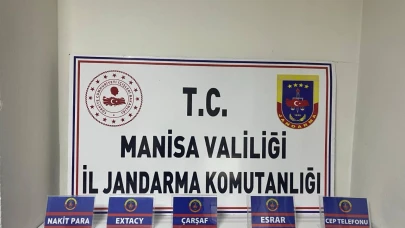 T.C.
MANİSA VALİLİĞİ
İL JANDARMA KOMUTANLIĞI
NAKİT PARA
EXTACY
ÇARŞAF
ESRAR
CEP TELEFONU